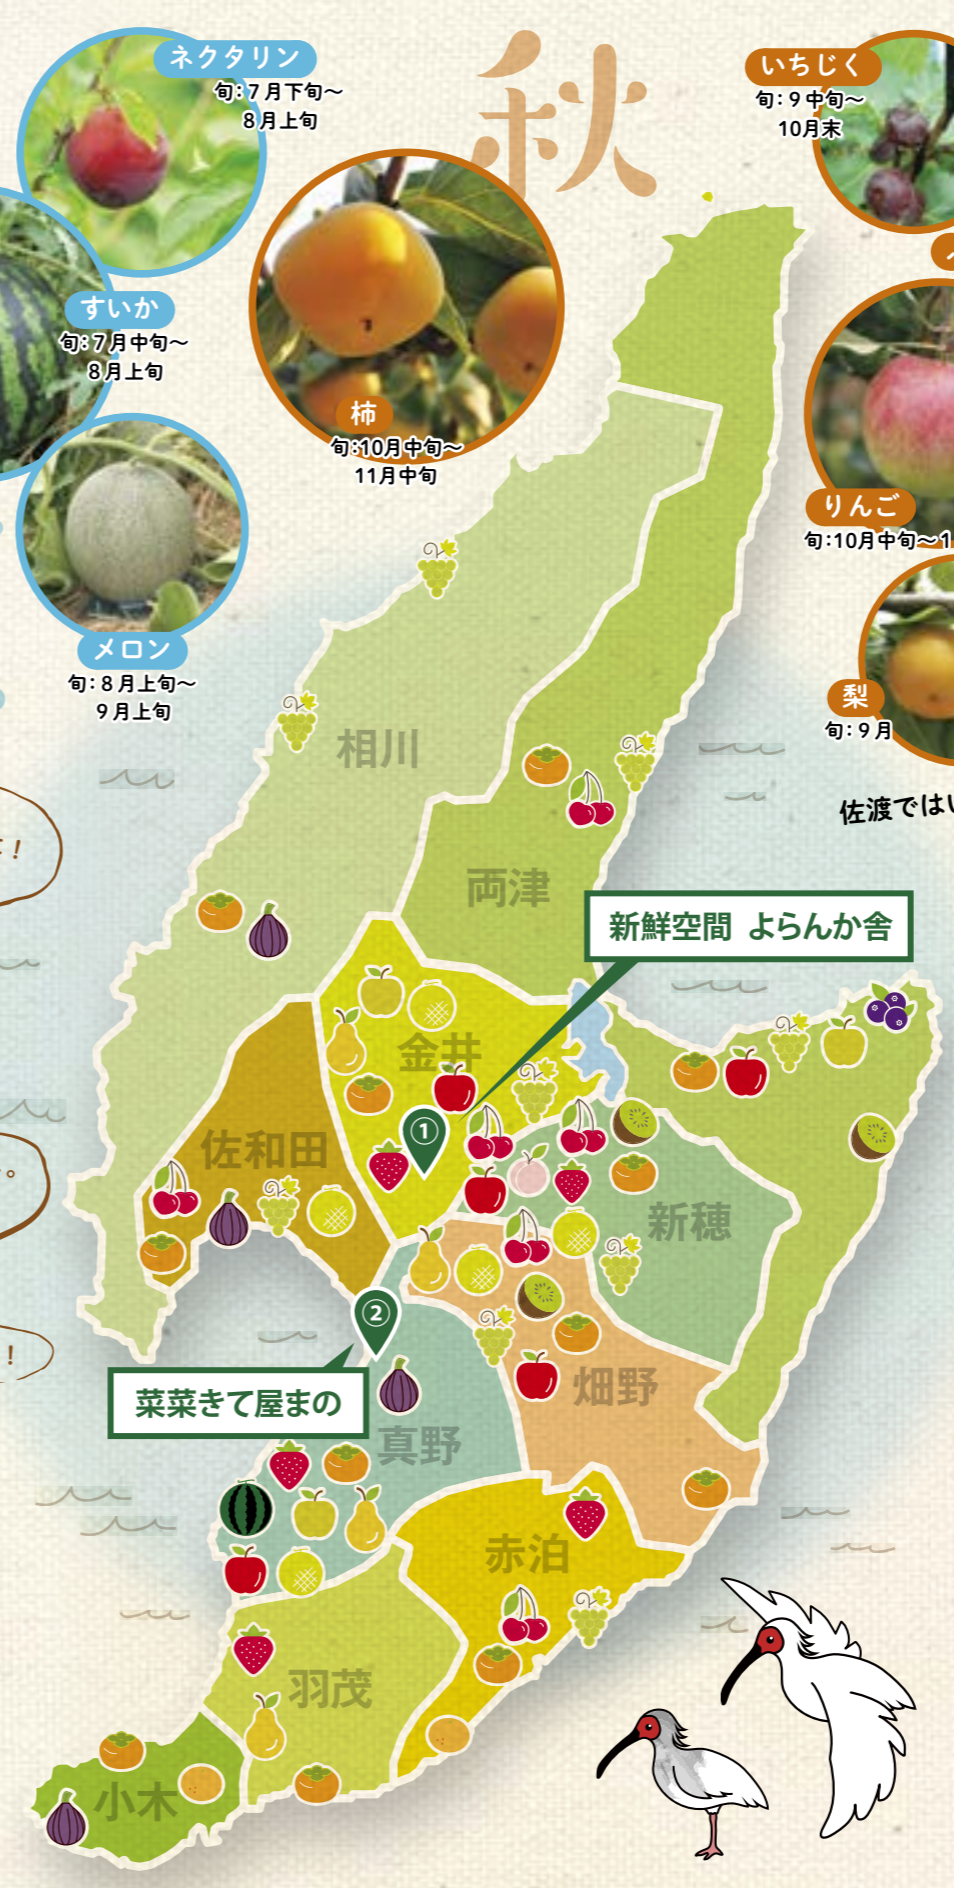 秋
ネクタリン
旬：7月下旬～
8月上旬
すいか
旬：7月中旬～
8月上旬
メロン
旬：8月上旬～
9月上旬
柿
旬：10月中旬～
11月中旬
いちじく
旬：9中旬～
10月末
りんご
旬：10月中旬～1
梨
旬：9月
佐渡では
！
相川
両津
新鮮空間 よらんか舎
金井
①
佐和田
新穂
②
！
菜菜きて屋まの
畑野
真野
赤泊
羽茂
小木